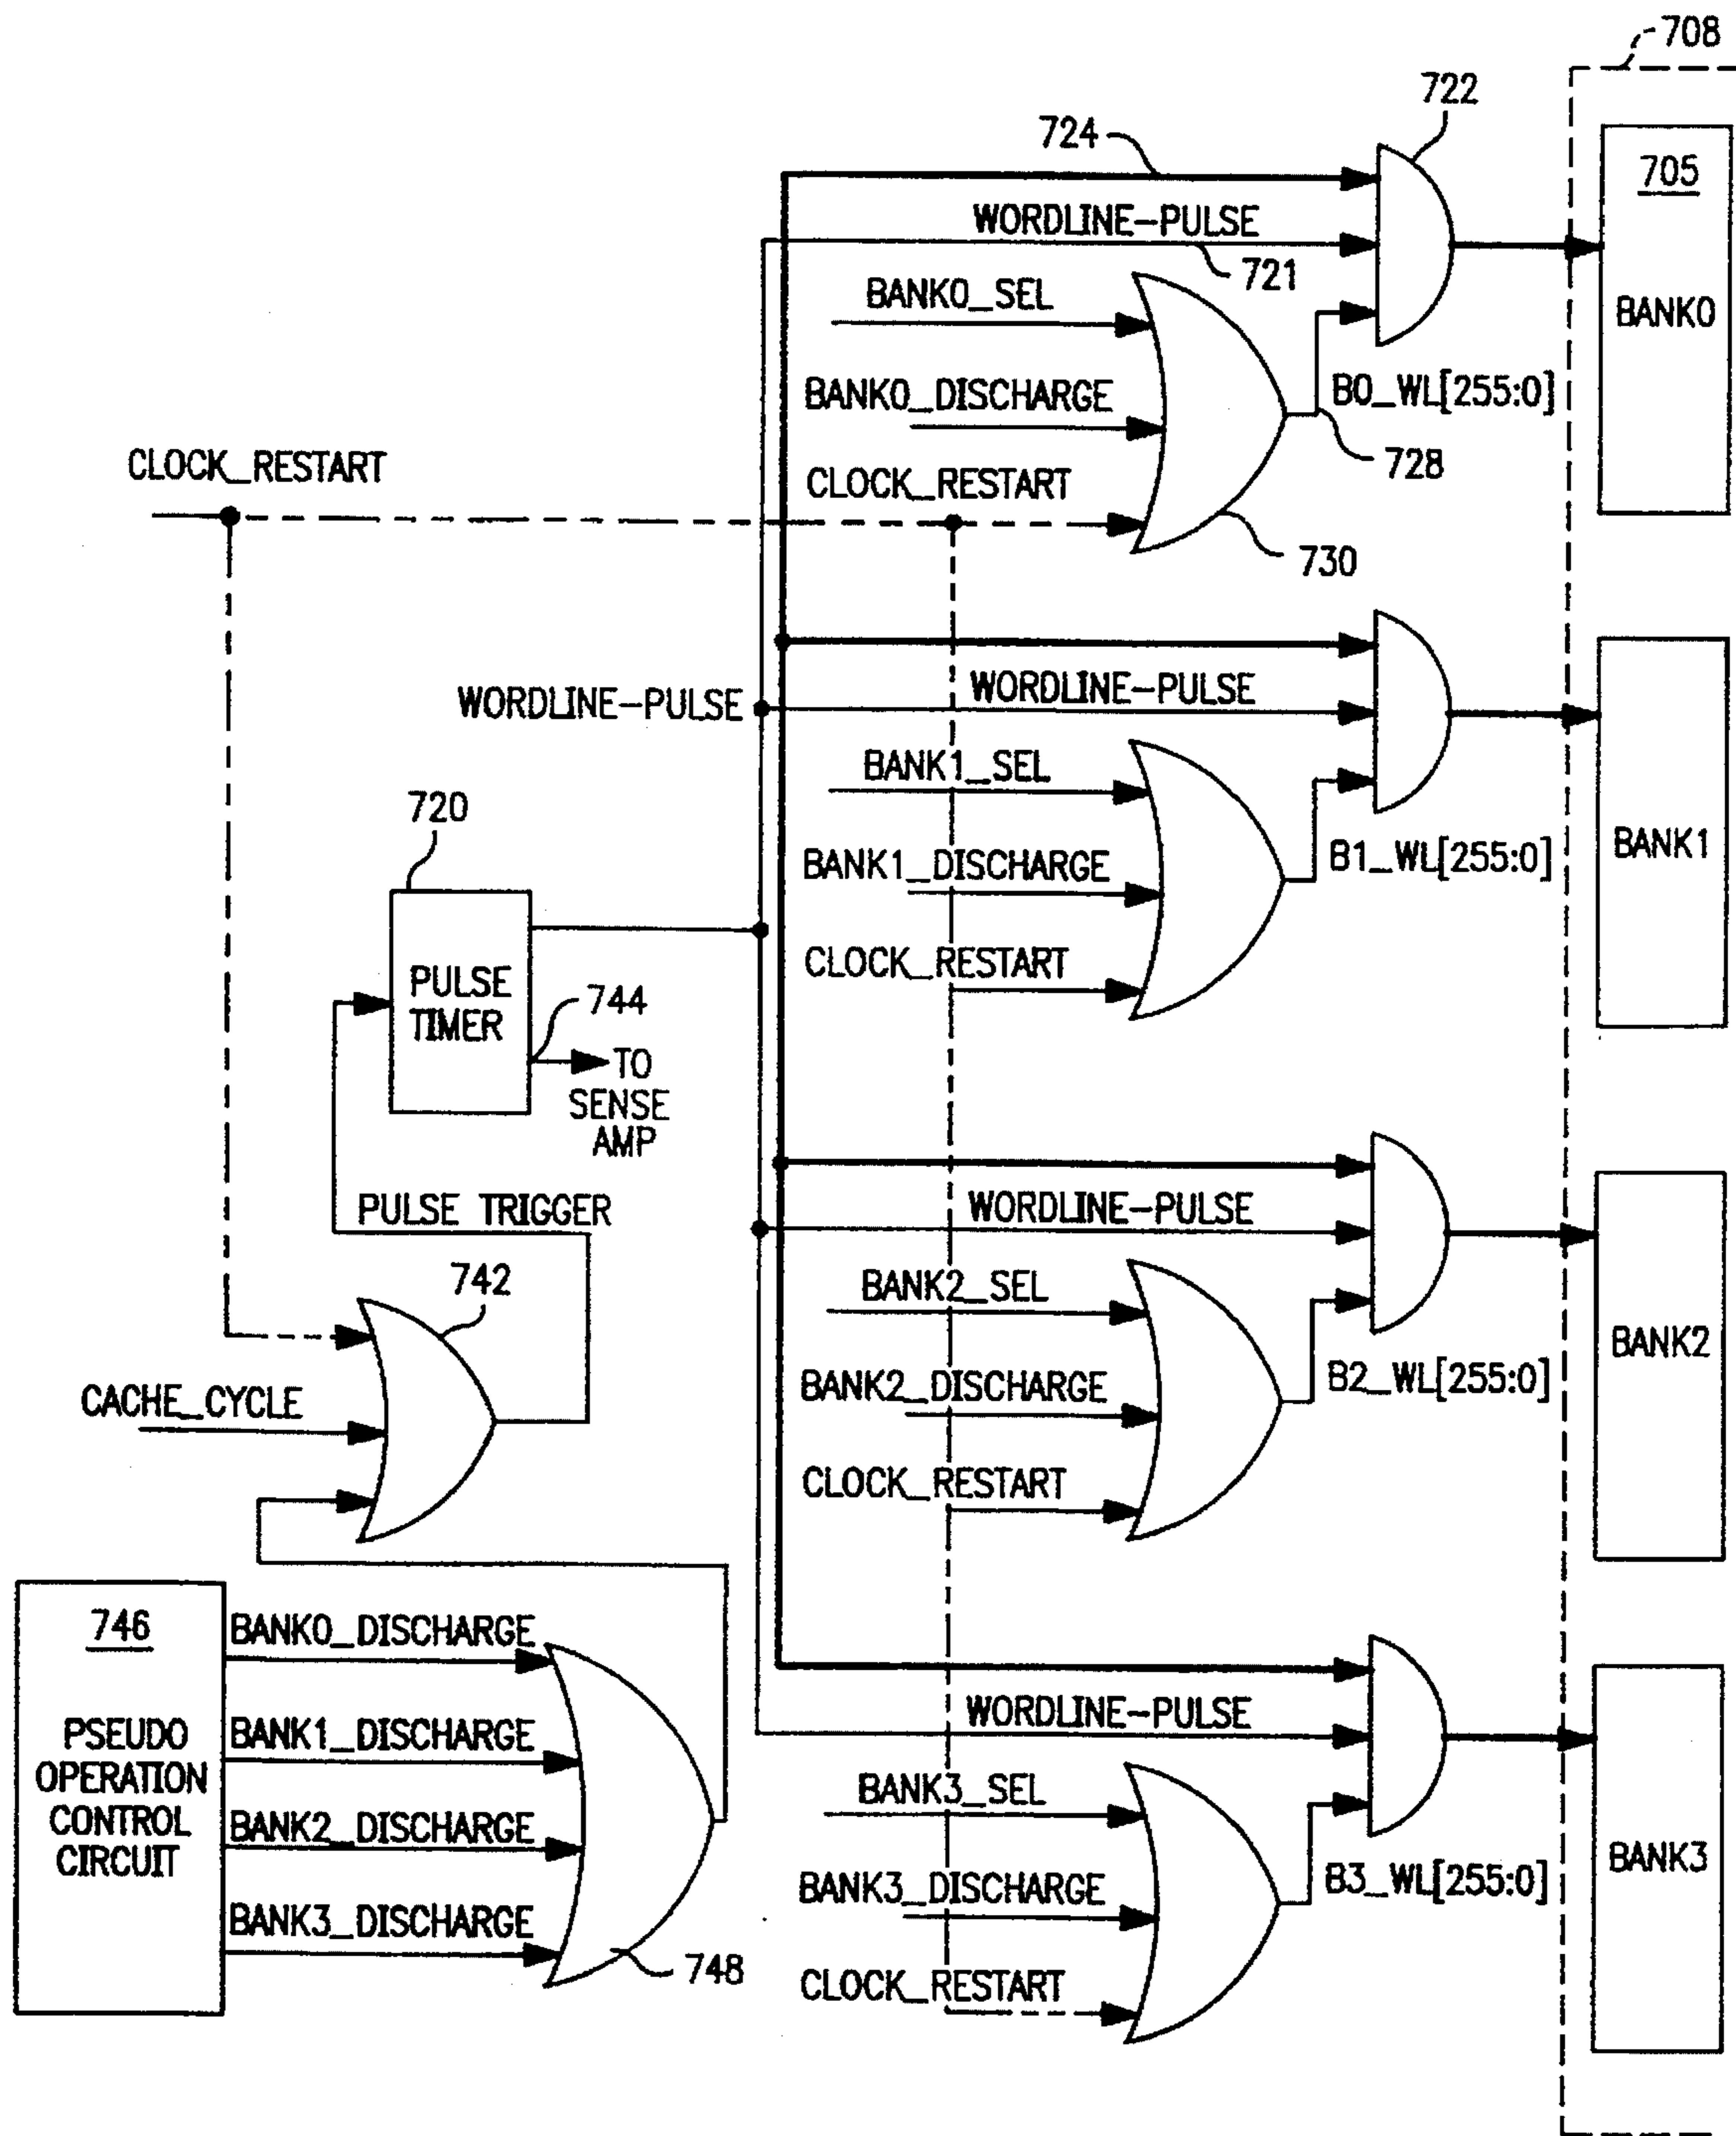 708
722
724
705
WORDLINE-PULSE
721
BANK0_SEL
BANK0
BANK0_DISCHARGE
B0_WL[255:0]
728
CLOCK_RESTART
CLOCK_RESTART
730
WORDLINE-PULSE
WORDLINE-PULSE
BANK1_SEL
720
BANK1_DISCHARGE
B1_WL[255:0]
BANK1
CLOCK_RESTART
PULSE
TIMER
744
TO
SENSE
AMP
PULSE TRIGGER
WORDLINE-PULSE
742
BANK2_SEL
BANK2
BANK2_DISCHARGE
B2_WL[255:0]
CACHE_CYCLE
CLOCK_RESTART
746
BANK0_DISCHARGE
WORDLINE-PULSE
PSEUDO
OPERATION
CONTROL
CIRCUIT
BANK1_DISCHARGE
BANK2_DISCHARGE
BANK3_DISCHARGE
748
BANK3_SEL
BANK3
BANK3_DISCHARGE
B3_WL[255:0]
CLOCK_RESTART